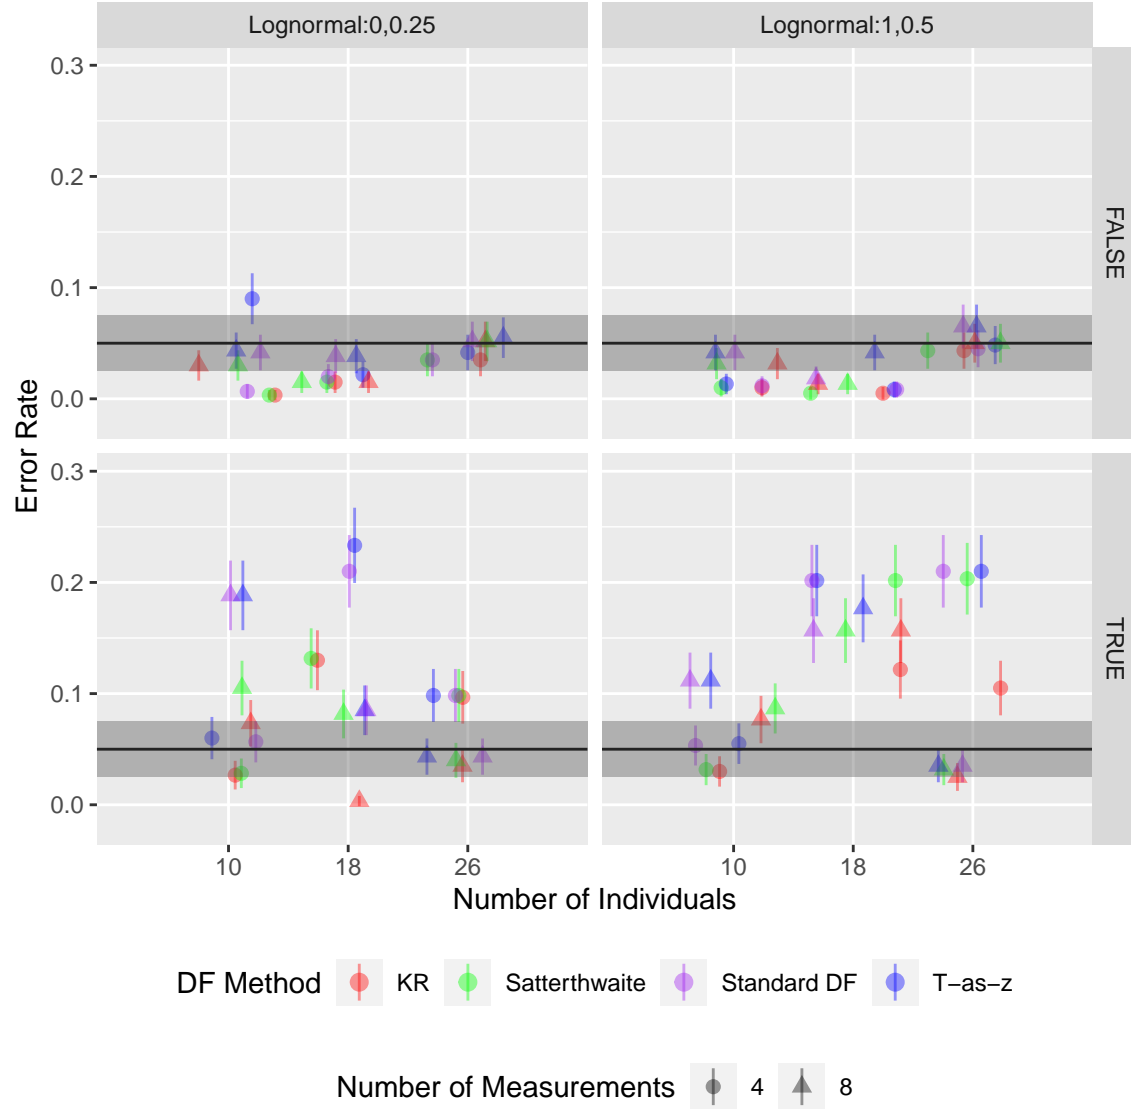 Lognormal:0,0.25 Lognormal:1,0.5
0.3
0.2
0.1
0.0
FALSE
Error Rate
0.3
0.2
0.1
0.0
TRUE
10 18 26 10 18 26
Number of Individuals
DF Method KR Satterthwaite Standard DF T−as−z
Number of Measurements 4 8